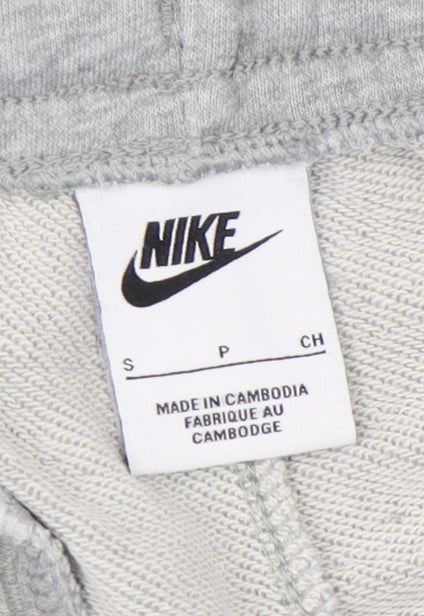 NIKE
S P CH
MADE IN CAMBODIA
FABRIQUE AU
CAMBODGE